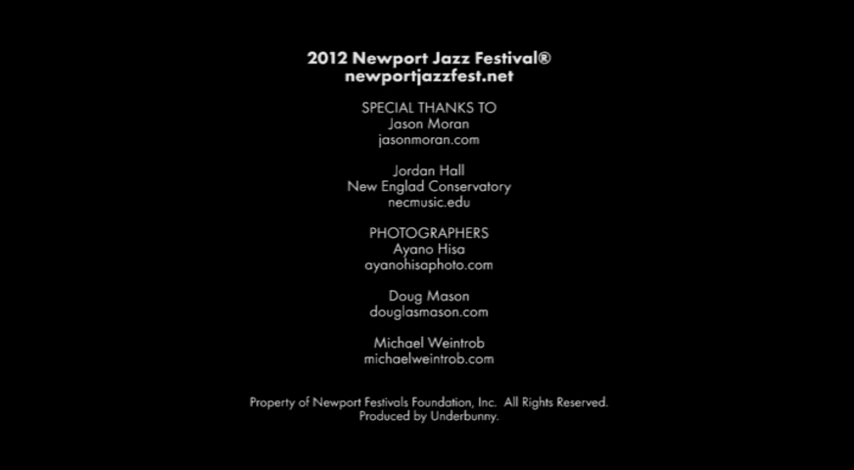 2012 Newport Jazz Festival®
newportjazzfest.net
SPECIAL THANKS TO
Jason Moran
jasonmoran.com
Jordan Hall
New Englad Conservatory
necmusic.edu
PHOTOGRAPHERS
Ayano Hisa
ayanohisaphoto.com
Doug Mason
douglasmason.com
Michael Weintrob
michaelweintrob.com
Property of Newport Festivals Foundation, Inc.  All Rights Reserved.
Produced by Underbunny.